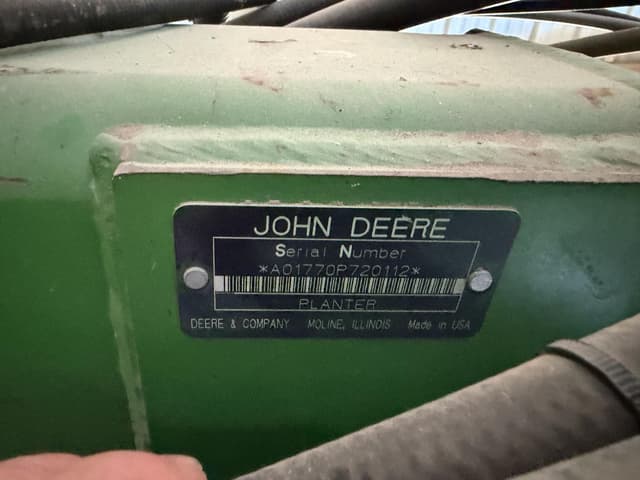 JOHN DEERE
Serial Number
*A01770P720112*
PLANTER
DEERE & COMPANY MOLINE, ILLINOIS Made in USA